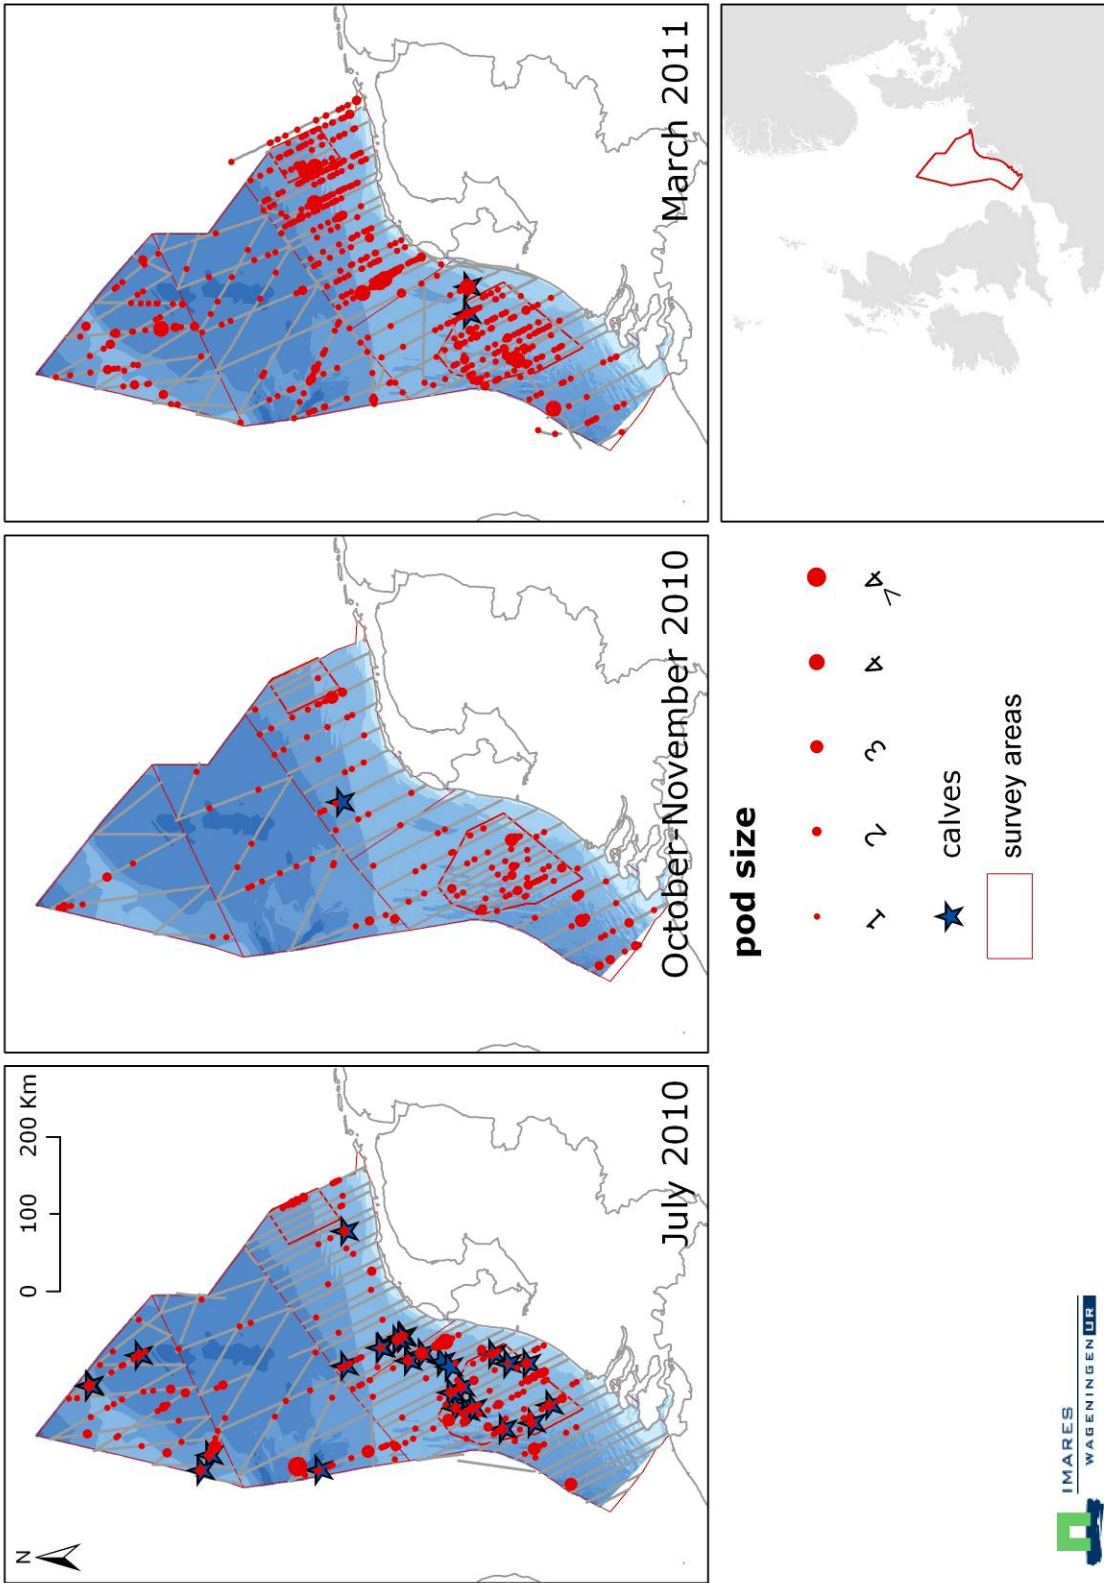 N
0 100 200 Km
July 2010
October-November 2010
March 2011
pod size
1 2 3 4 >4
calves
survey areas
IMARES
WAGENINGEN UR